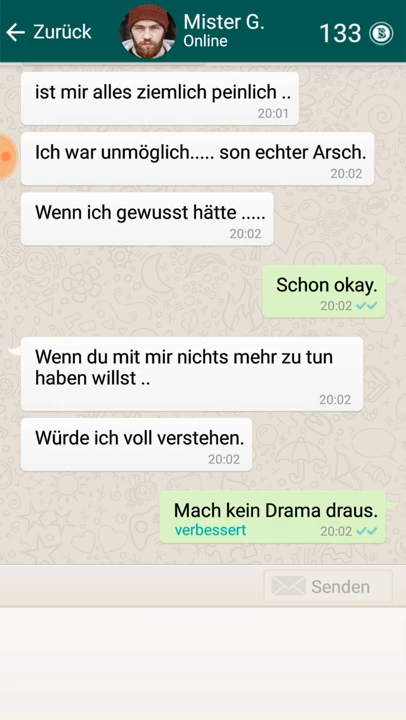 Zurück
Mister G.
133
Online
ist mir alles ziemlich peinlich ..
20:01
Ich war unmöglich..... son echter Arsch.
20:02
Wenn ich gewusst hätte .....
20:02
Schon okay.
20:02
Wenn du mit mir nichts mehr zu tun
haben willst ..
20:02
Würde ich voll verstehen.
20:02
Mach kein Drama draus.
verbessert 20:02
Senden